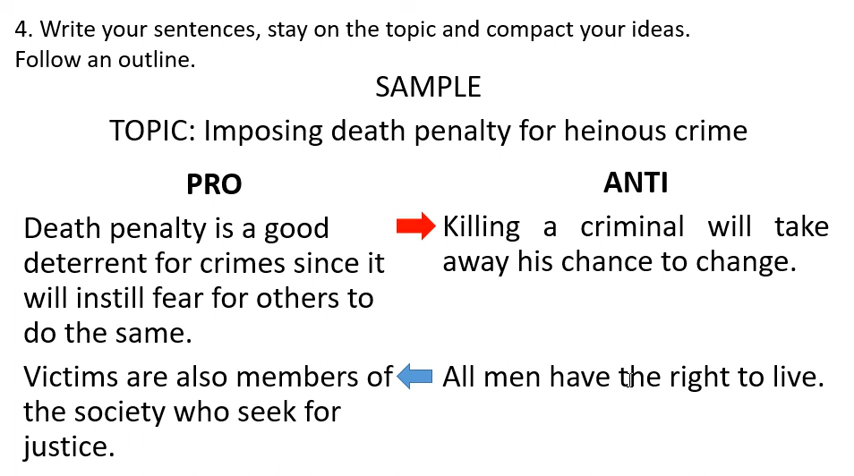 4. Write your sentences, stay on the topic and compact your ideas.
Follow an outline.
SAMPLE
TOPIC: Imposing death penalty for heinous crime
PRO
Death penalty is a good
deterrent for crimes since it
will instill fear for others to
do the same.
Victims are also members of
the society who seek for
justice.
ANTI
Killing a criminal will take
away his chance to change.
All men have the right to live.